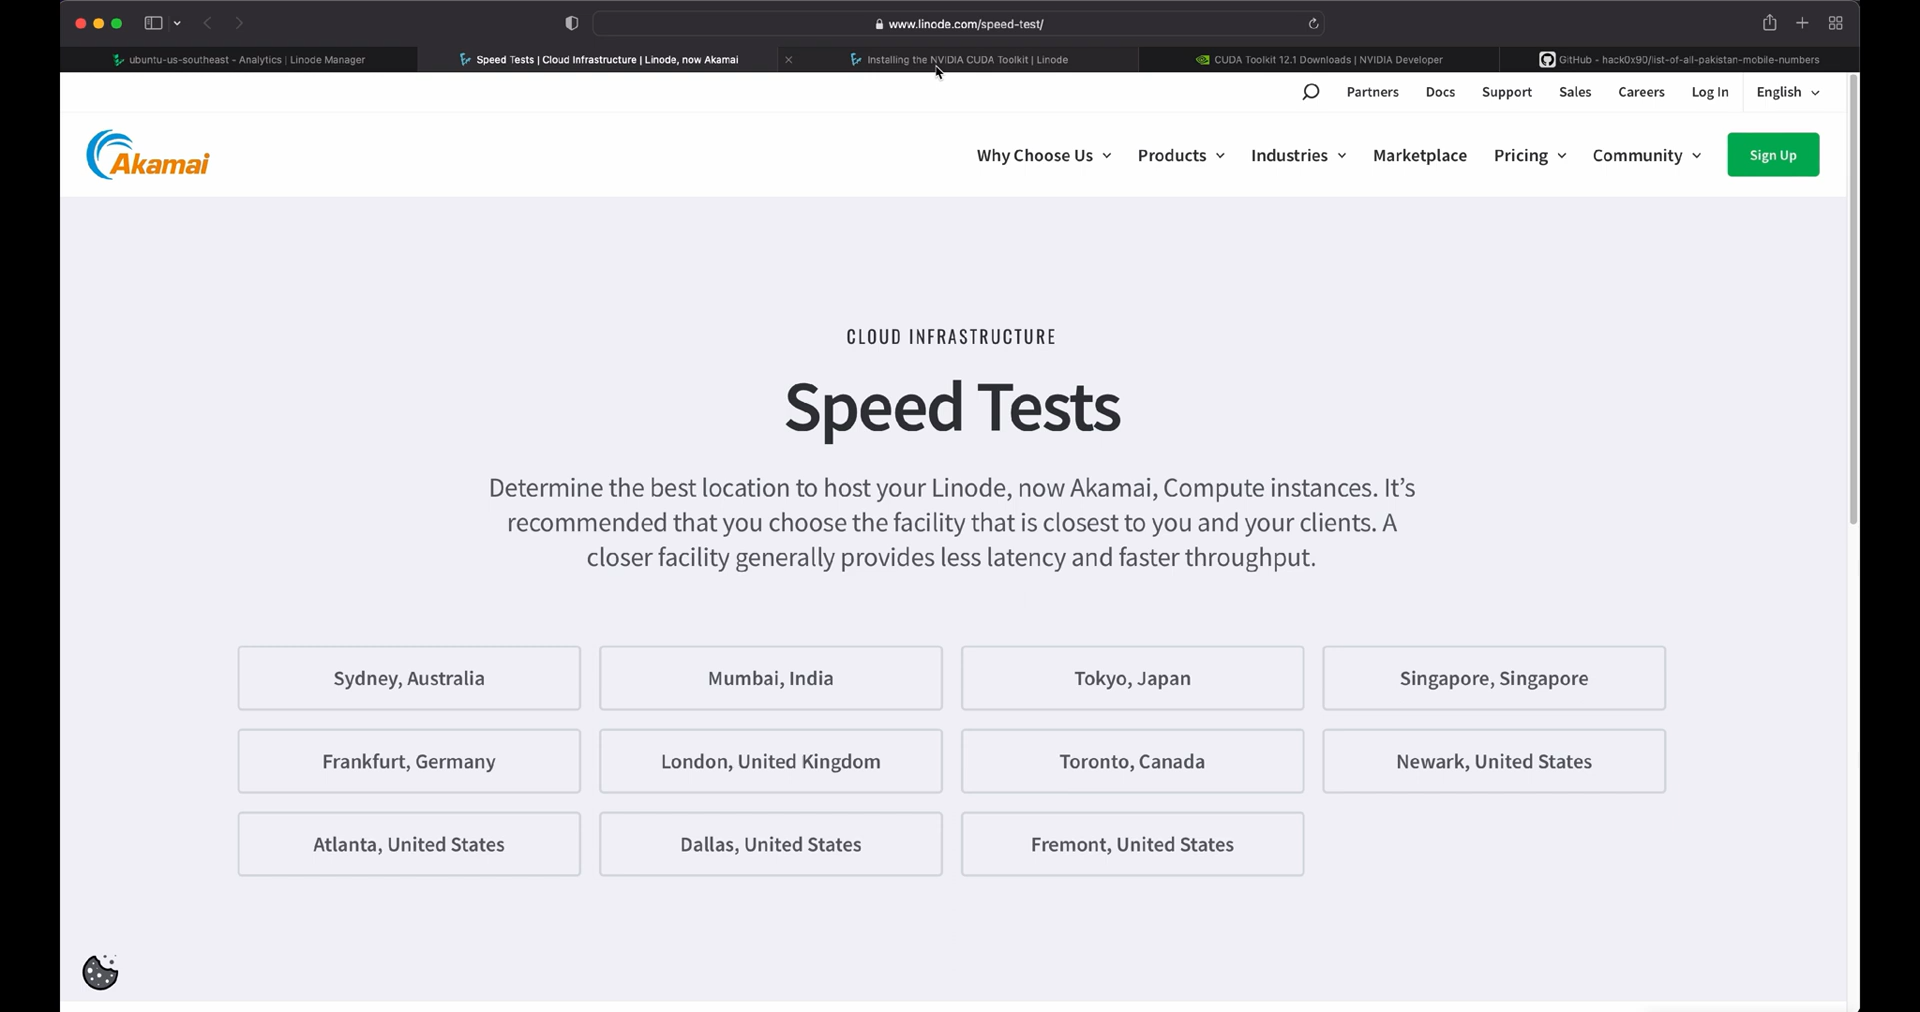 www.linode.com/speed-test/
ubuntu-us-southeast - Analytics | Linode Manager
Speed Tests | Cloud Infrastructure | Linode, now Akamai
Installing the NVIDIA CUDA Toolkit | Linode
CUDA Toolkit 12.1 Downloads | NVIDIA Developer
GitHub - hack0x90/list-of-all-pakistan-mobile-numbers
Partners
Docs
Support
Sales
Careers
Log In
English
Akamai
Why Choose Us
Products
Industries
Marketplace
Pricing
Community
Sign Up
CLOUD INFRASTRUCTURE
Speed Tests
Determine the best location to host your Linode, now Akamai, Compute instances. It’s
recommended that you choose the facility that is closest to you and your clients. A
closer facility generally provides less latency and faster throughput.
Sydney, Australia
Mumbai, India
Tokyo, Japan
Singapore, Singapore
Frankfurt, Germany
London, United Kingdom
Toronto, Canada
Newark, United States
Atlanta, United States
Dallas, United States
Fremont, United States